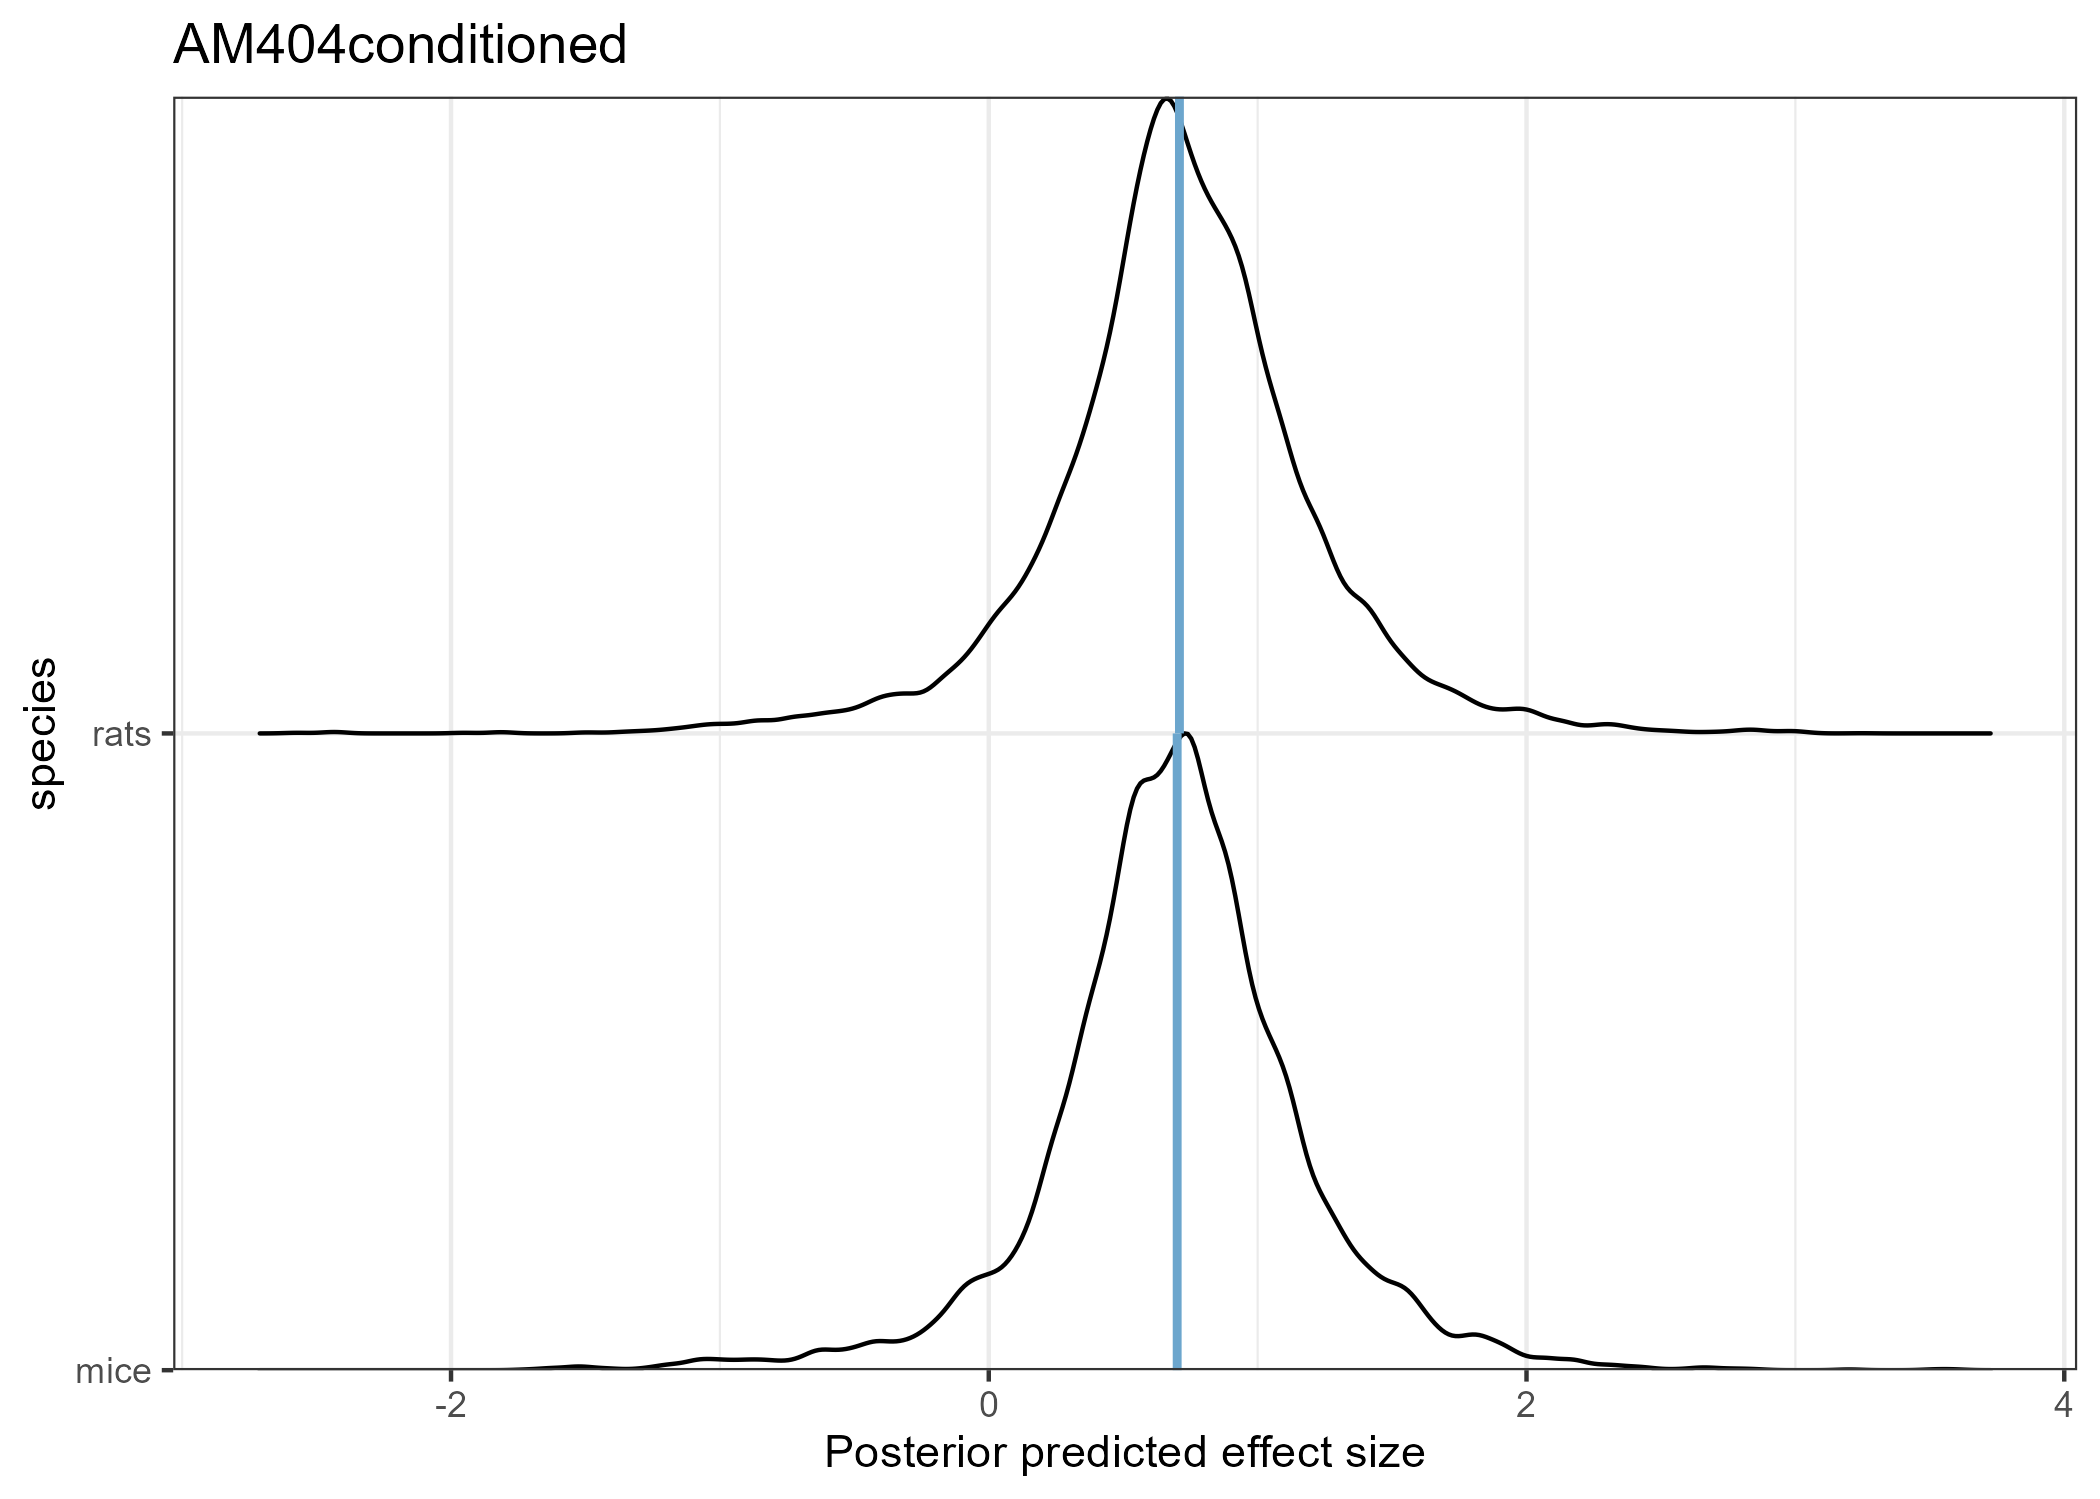 AM404conditioned
species
rats
mice
-2 0 2 4
Posterior predicted effect size